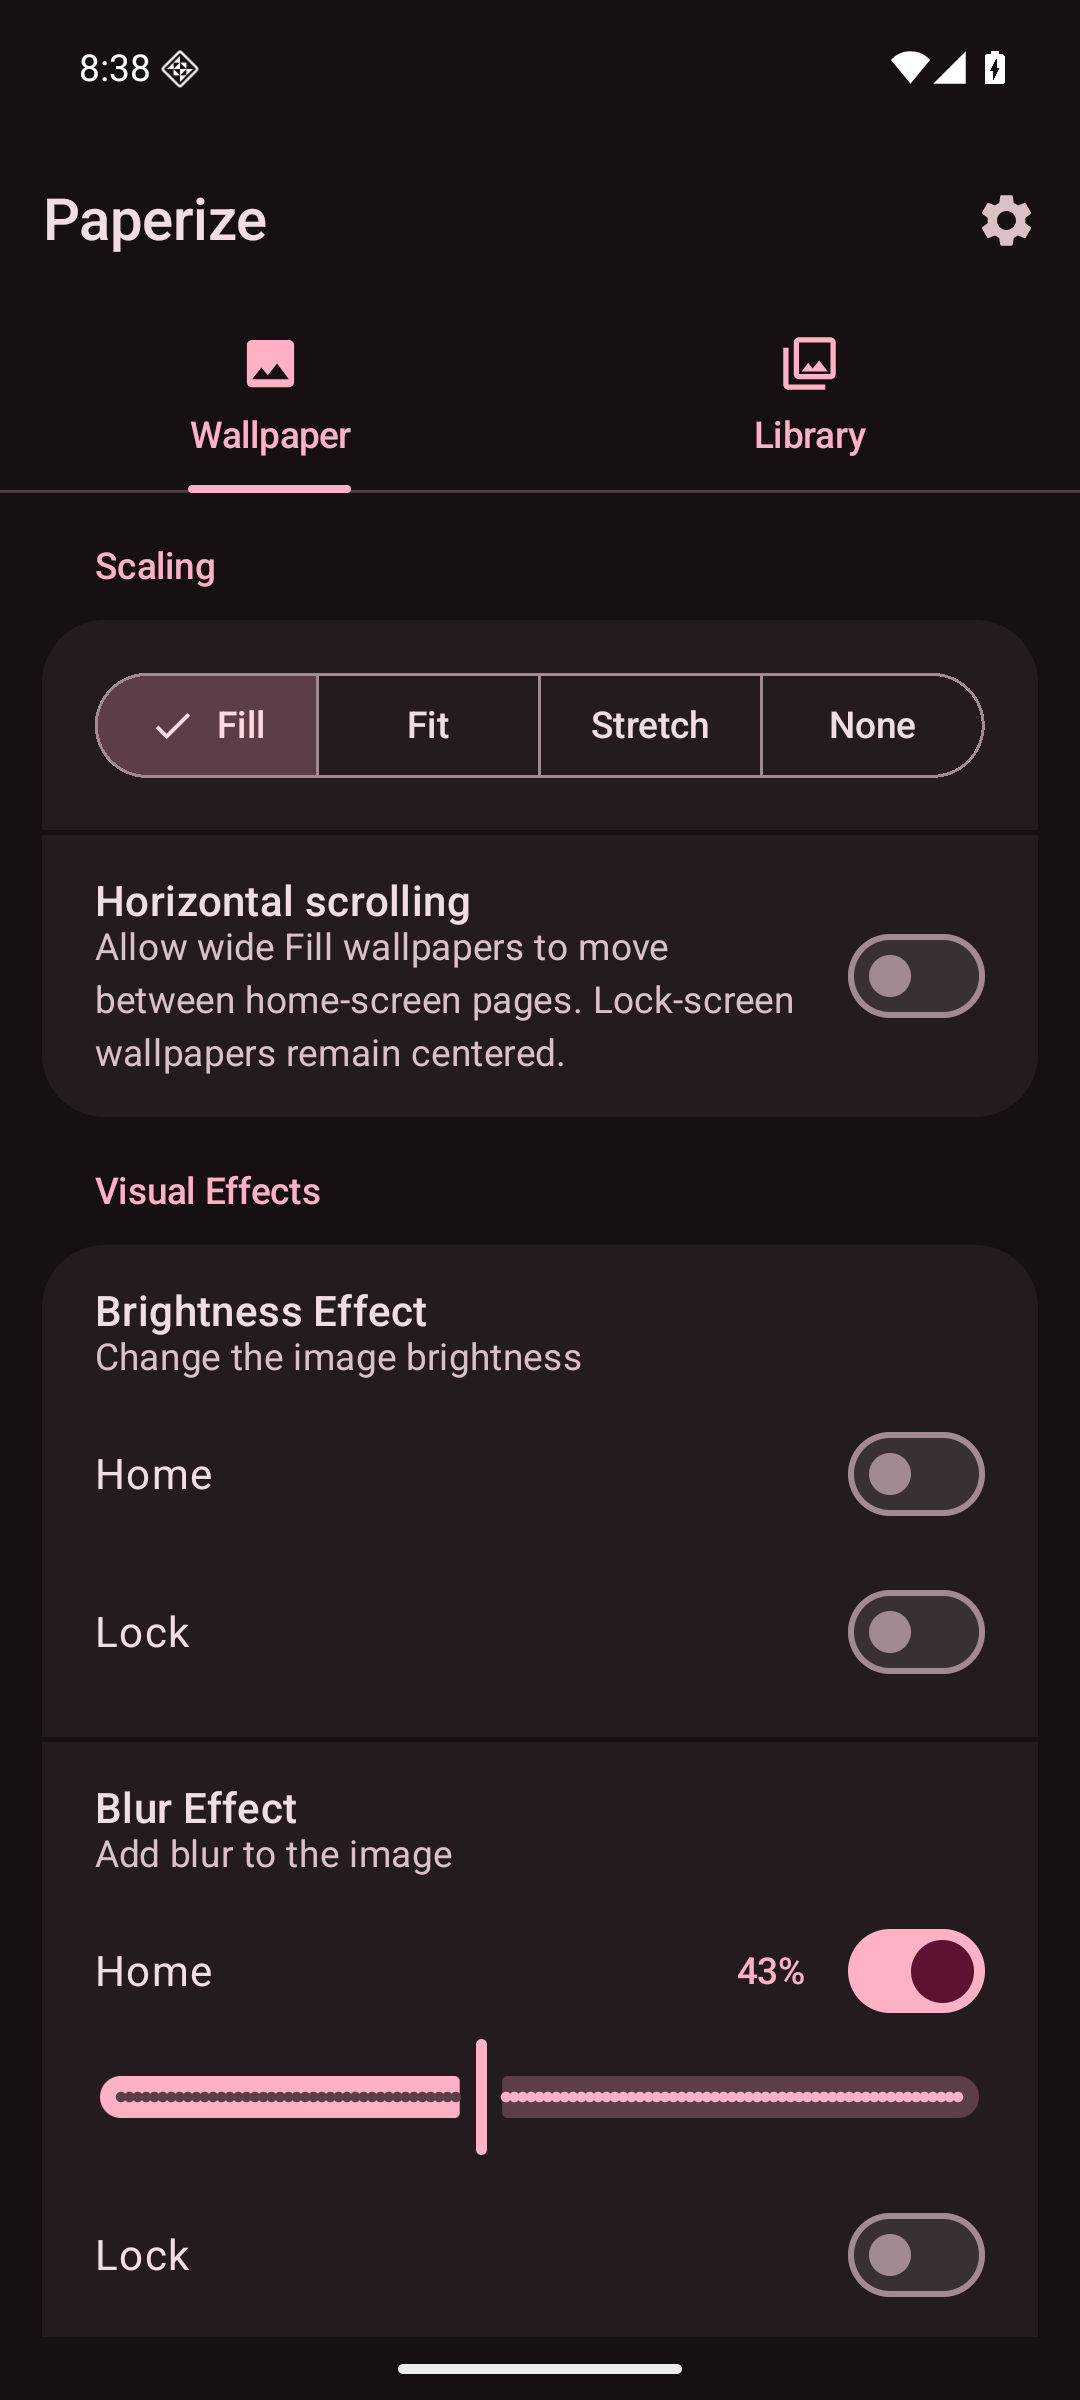 8:38
Paperize
Wallpaper
Library
Scaling
Fill
Fit
Stretch
None
Horizontal scrolling
Allow wide Fill wallpapers to move
between home-screen pages. Lock-screen
wallpapers remain centered.
Visual Effects
Brightness Effect
Change the image brightness
Home
Lock
Blur Effect
Add blur to the image
Home
43%
Lock